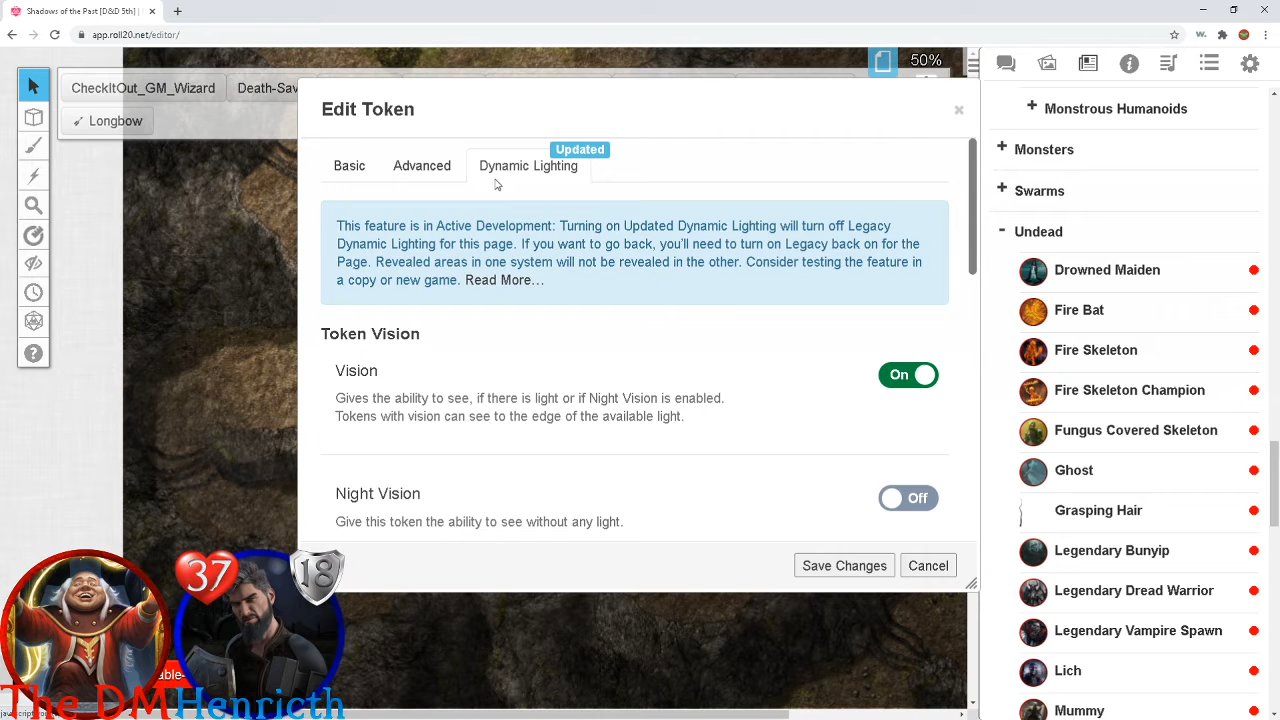 Shadows of the Past [D&D 5th]
app.roll20.net/editor/
50%
CheckItOut_GM_Wizard
Death-Sav
Longbow
Edit Token
Updated
Basic
Advanced
Dynamic Lighting
This feature is in Active Development: Turning on Updated Dynamic Lighting will turn off Legacy
Dynamic Lighting for this page. If you want to go back, you'll need to turn on Legacy back on for the
Page. Revealed areas in one system will not be revealed in the other. Consider testing the feature in
a copy or new game. Read More…
Token Vision
Vision
On
Gives the ability to see, if there is light or if Night Vision is enabled.
Tokens with vision can see to the edge of the available light.
Night Vision
Off
Give this token the ability to see without any light.
Save Changes
Cancel
Monstrous Humanoids
Monsters
Swarms
Undead
Drowned Maiden
Fire Bat
Fire Skeleton
Fire Skeleton Champion
Fungus Covered Skeleton
Ghost
Grasping Hair
Legendary Bunyip
Legendary Dread Warrior
Legendary Vampire Spawn
Lich
Mummy
37
18
able-
The DM
Henricth